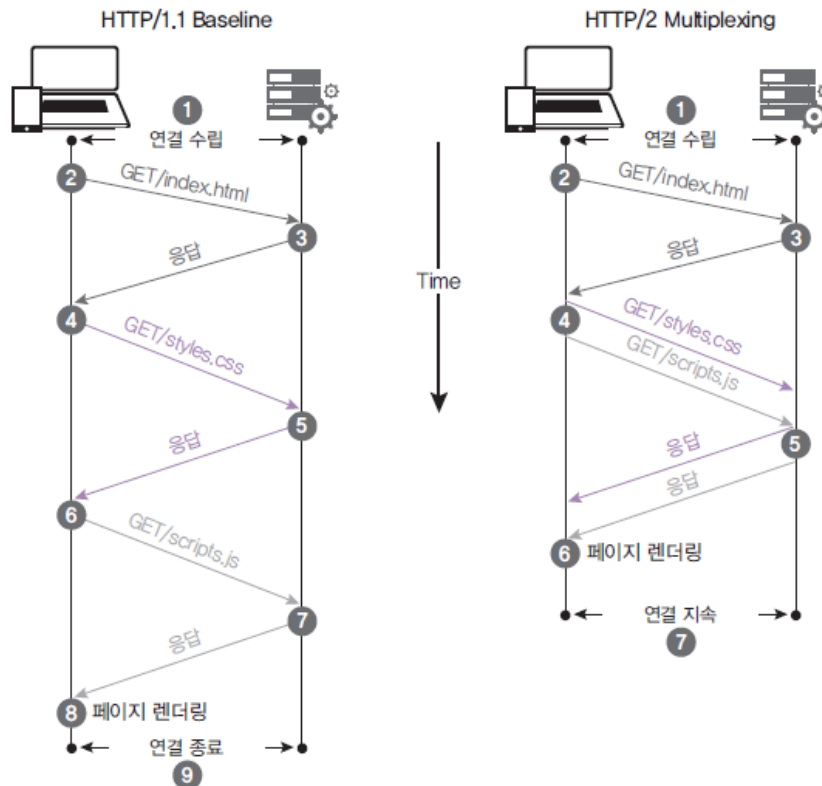 HTTP/1.1 Baseline
1
연결 수립
2
GET/index.html
3
응답
4
GET/styles.css
5
응답
6
GET/scripts.js
7
응답
8 페이지 렌더링
연결 종료
9
Time
HTTP/2 Multiplexing
1
연결 수립
2
GET/index.html
3
응답
4
GET/styles.css
GET/scripts.js
5
응답
응답
6 페이지 렌더링
연결 지속
7